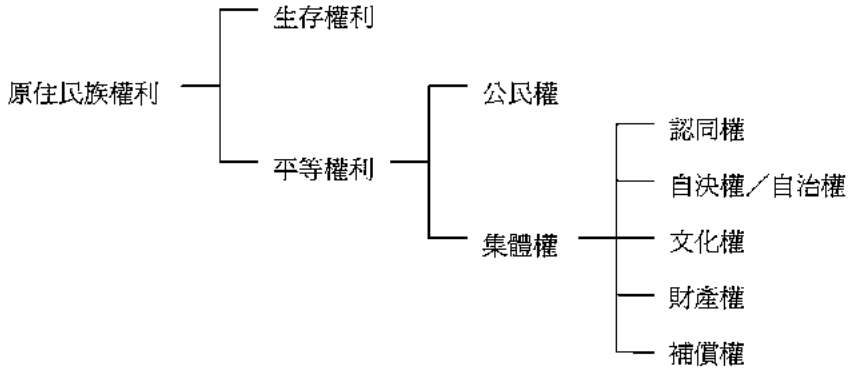 生存權利
原住民族權利
公民權
平等權利
認同權
自決權／自治權
集體權
文化權
財產權
補償權